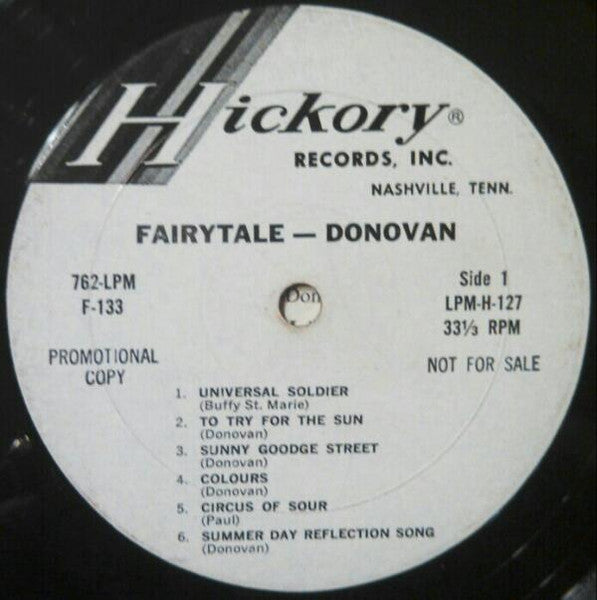 Hickory®
RECORDS, INC.
NASHVILLE, TENN.
FAIRYTALE — DONOVAN
762-LPM
F-133
Side 1
LPM-H-127
33⅓ RPM
Don
PROMOTIONAL
COPY
NOT FOR SALE
1. UNIVERSAL SOLDIER
(Buffy St. Marie)
2. TO TRY FOR THE SUN
(Donovan)
3. SUNNY GOODGE STREET
(Donovan)
4. COLOURS
(Donovan)
5. CIRCUS OF SOUR
(Paul)
6. SUMMER DAY REFLECTION SONG
(Donovan)